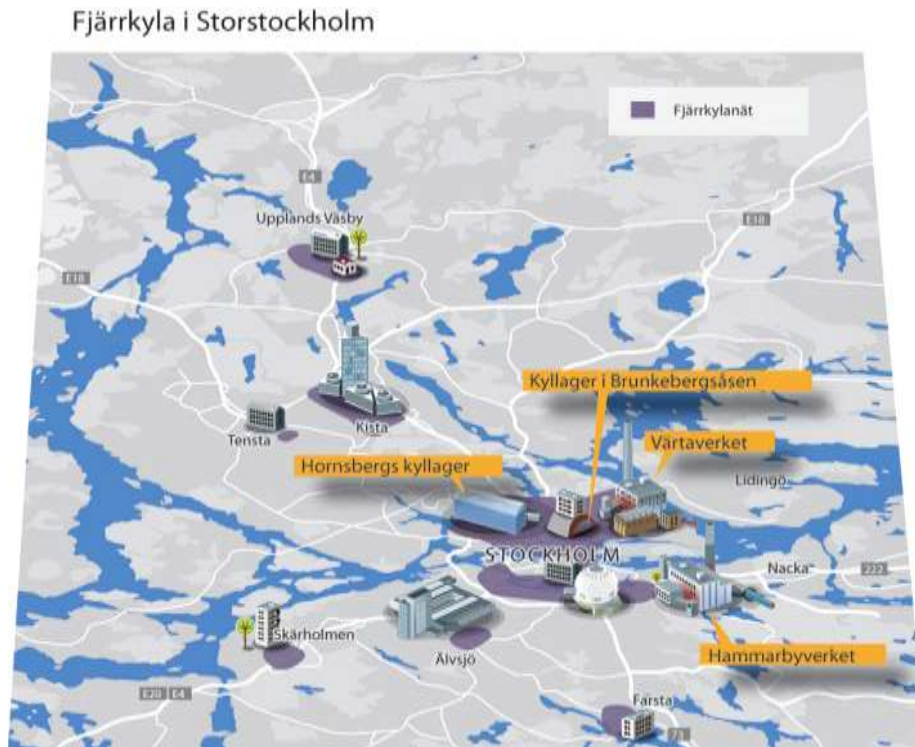 Fjärrkyla i Storstockholm
Fjärrkylanät
E4
Upplands Väsby
E18
E18
Kyllager i Brunkebergsåsen
Kista
Tensta
Värtaverket
Hornsbergs kyllager
Lidingö
STOCKHOLM
Nacka
222
Skärholmen
Älvsjö
Hammarbyverket
E20 E4
Farsta
73